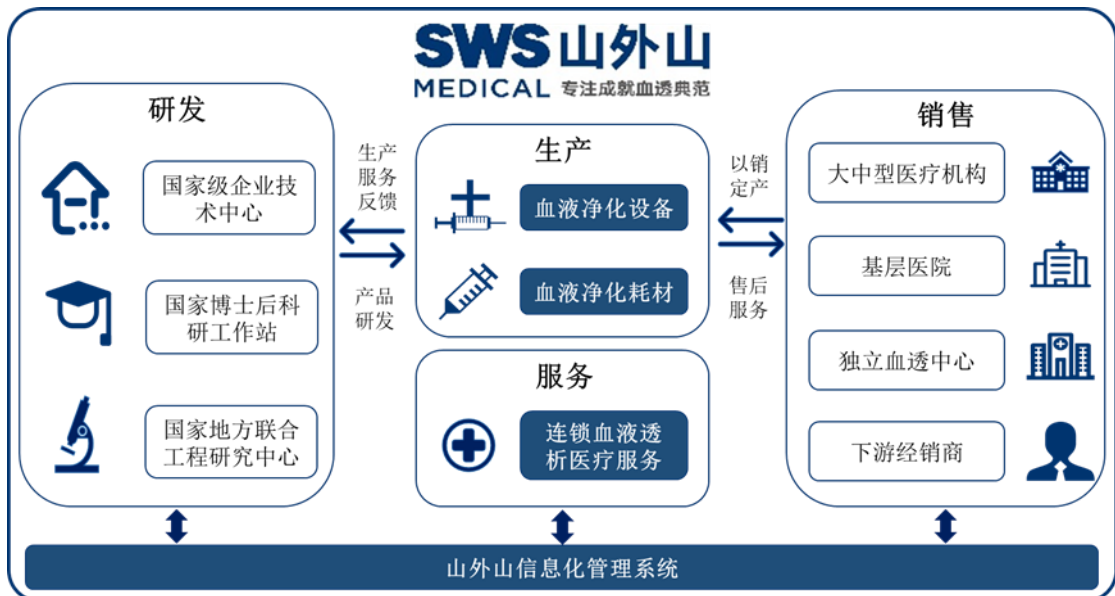 SWS山外山
MEDICAL 专注成就血透典范
研发
国家级企业技
术中心
国家博士后科
研工作站
国家地方联合
工程研究中心
生产
服务
反馈
产品
研发
生产
血液净化设备
血液净化耗材
服务
连锁血液透
析医疗服务
以销
定产
售后
服务
销售
大中型医疗机构
基层医院
独立血透中心
下游经销商
山外山信息化管理系统